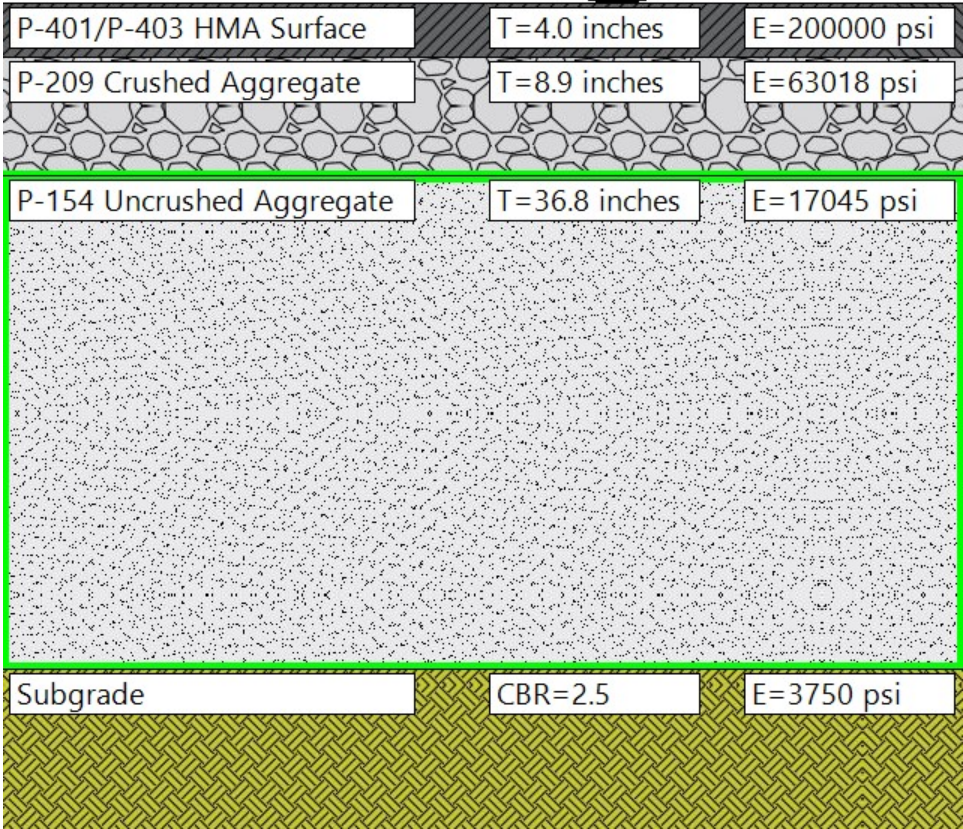 P-401/P-403 HMA Surface T=4.0 inches E=200000 psi
P-209 Crushed Aggregate T=8.9 inches E=63018 psi
P-154 Uncrushed Aggregate T=36.8 inches E=17045 psi
Subgrade CBR=2.5 E=3750 psi